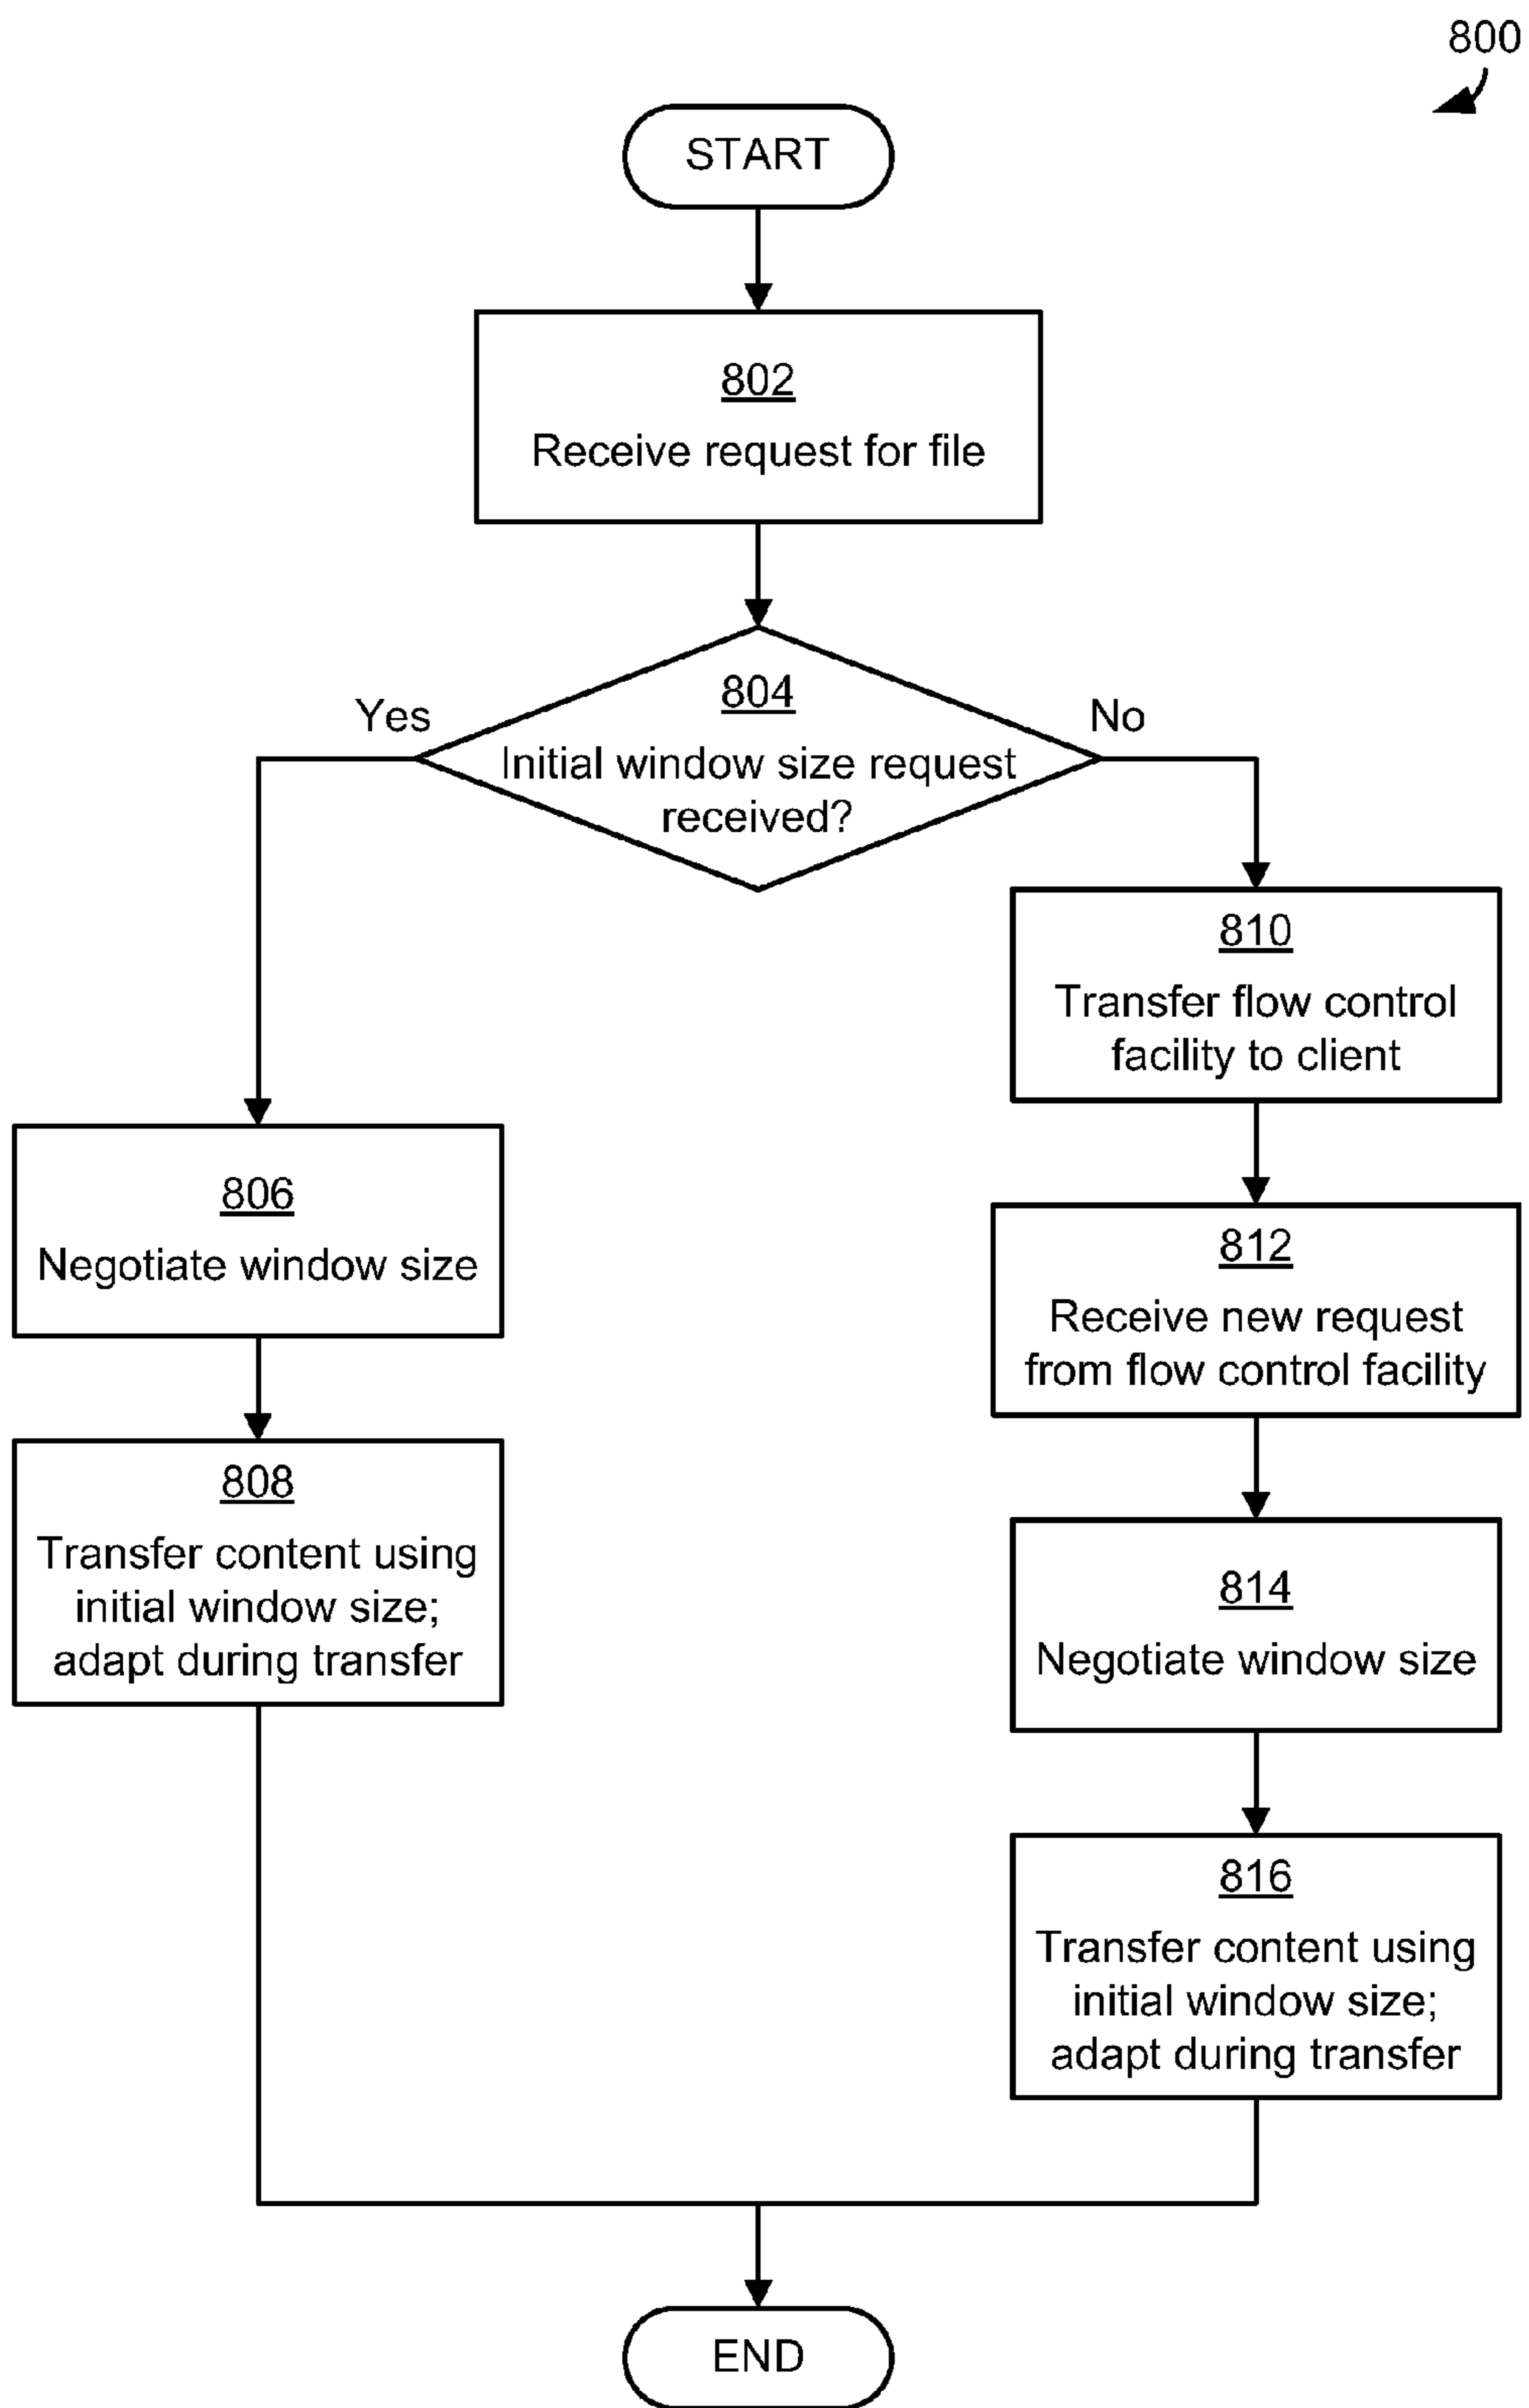 800
START
802
Receive request for file
804
Initial window size request
received?
Yes
No
806
Negotiate window size
808
Transfer content using
initial window size;
adapt during transfer
810
Transfer flow control
facility to client
812
Receive new request
from flow control facility
814
Negotiate window size
816
Transfer content using
initial window size;
adapt during transfer
END